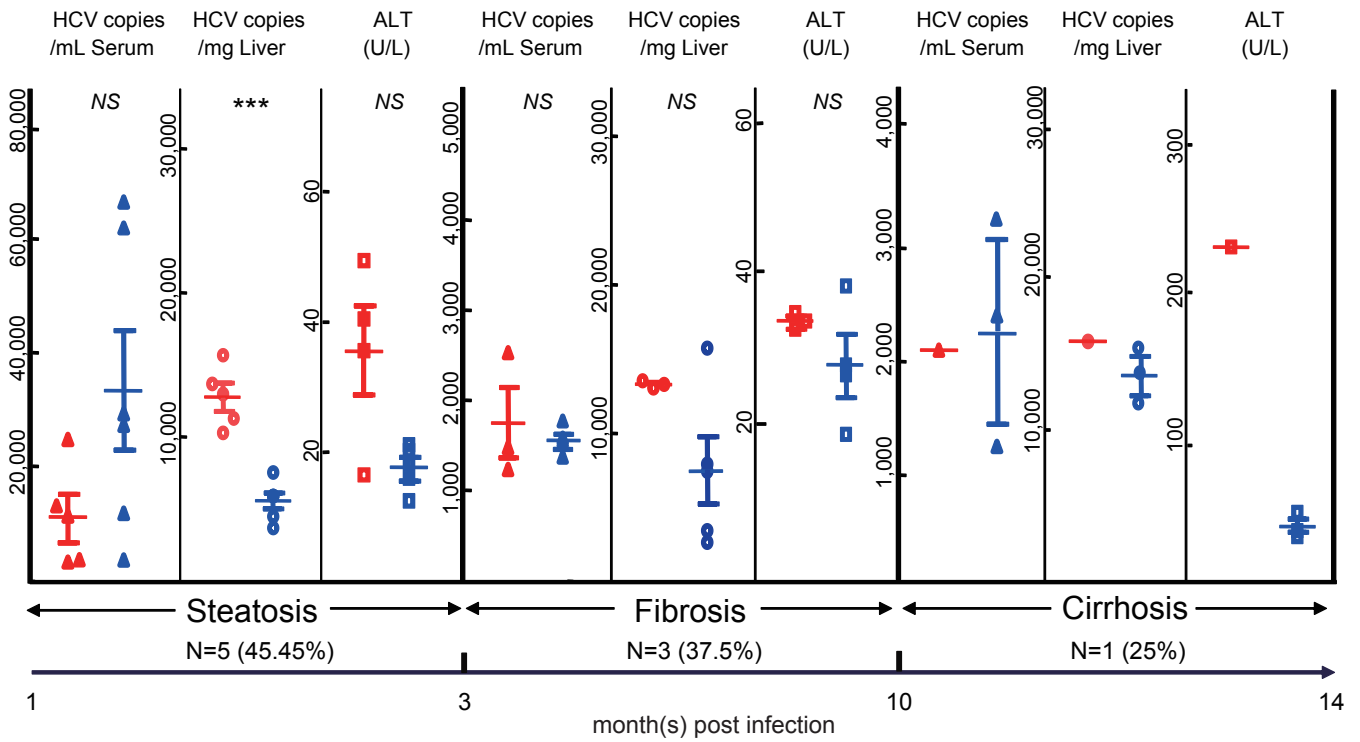 HCV copies
/mL Serum
HCV copies
/mg Liver
ALT
(U/L)
HCV copies
/mL Serum
HCV copies
/mg Liver
ALT
(U/L)
HCV copies
/mL Serum
HCV copies
/mg Liver
ALT
(U/L)
NS
***
NS
NS
NS
NS
80,000
60,000
40,000
20,000
30,000
20,000
10,000
60
40
20
5,000
4,000
3,000
2,000
1,000
30,000
20,000
10,000
60
40
20
4,000
3,000
2,000
1,000
30,000
20,000
10,000
300
200
100
Steatosis
Fibrosis
Cirrhosis
N=5 (45.45%)
N=3 (37.5%)
N=1 (25%)
1
3
10
14
month(s) post infection